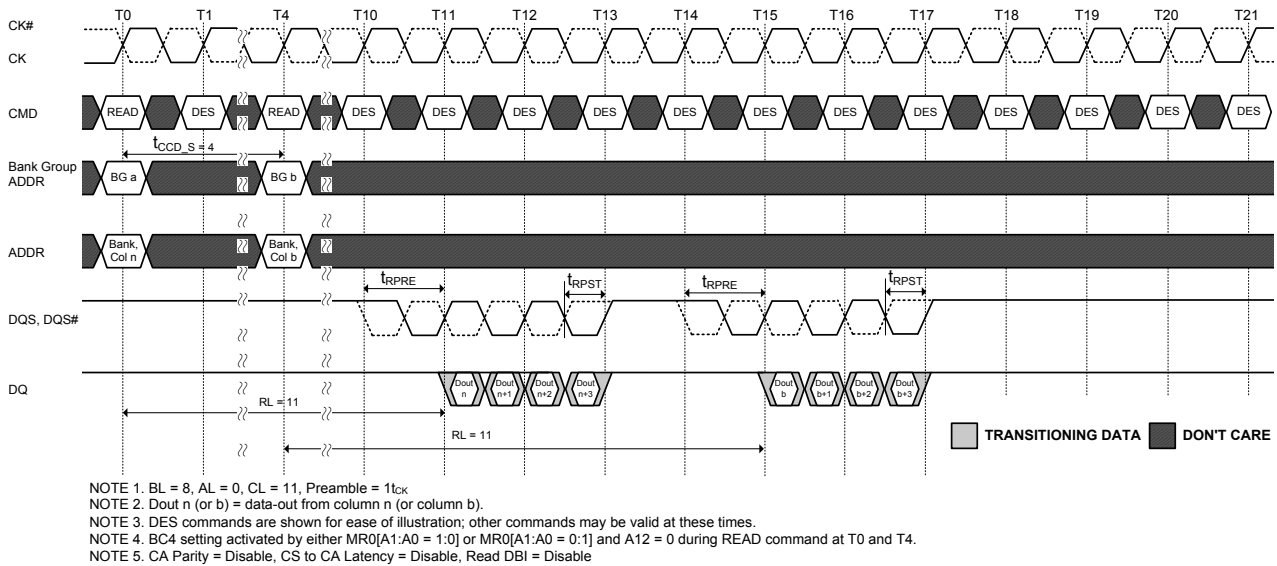 T0 T1 T4 T10 T11 T12 T13 T14 T15 T16 T17 T18 T19 T20 T21
CK#
CK
CMD READ DES READ DES DES DES DES DES DES DES DES DES DES DES DES
tCCD_S = 4
Bank Group
ADDR
BG a BG b
ADDR
Bank,
Col n
Bank,
Col b
tRPRE tRPST tRPRE tRPST
DQS, DQS#
DQ
Dout
n
Dout
n+1
Dout
n+2
Dout
n+3
Dout
b
Dout
b+1
Dout
b+2
Dout
b+3
RL = 11
RL = 11
TRANSITIONING DATA DON'T CARE
NOTE 1. BL = 8, AL = 0, CL = 11, Preamble = 1tCK
NOTE 2. Dout n (or b) = data-out from column n (or column b).
NOTE 3. DES commands are shown for ease of illustration; other commands may be valid at these times.
NOTE 4. BC4 setting activated by either MR0[A1:A0 = 1:0] or MR0[A1:A0 = 0:1] and A12 = 0 during READ command at T0 and T4.
NOTE 5. CA Parity = Disable, CS to CA Latency = Disable, Read DBI = Disable